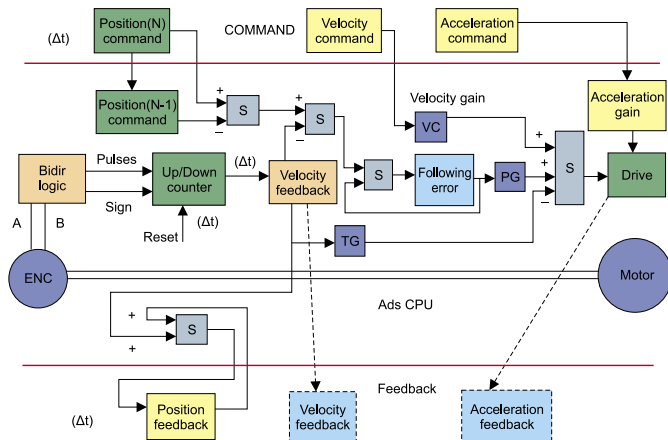 (Δt)
Position(N)
command
COMMAND
Velocity
command
Acceleration
command
Position(N-1)
command
+
−
S
+
−
S
Velocity gain
VC
Acceleration
gain
Bidir
logic
Pulses
Sign
Up/Down
counter
(Δt)
Velocity
feedback
S
Following
error
PG
+
+
−
S
Drive
A
B
Reset
(Δt)
TG
ENC
Motor
Ads CPU
+
+
S
Feedback
(Δt)
Position
feedback
Velocity
feedback
Acceleration
feedback